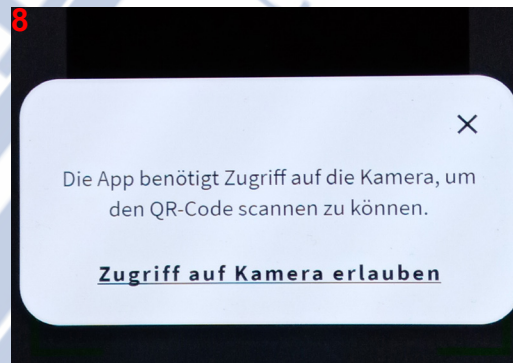 8
Die App benötigt Zugriff auf die Kamera, um
den QR-Code scannen zu können.
Zugriff auf Kamera erlauben